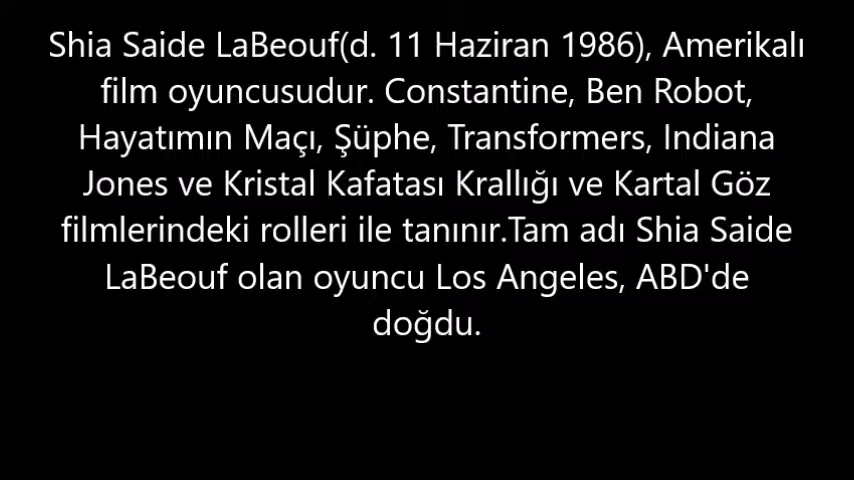 Shia Saide LaBeouf(d. 11 Haziran 1986), Amerikalı
film oyuncusudur. Constantine, Ben Robot,
Hayatımın Maçı, Şüphe, Transformers, Indiana
Jones ve Kristal Kafatası Krallığı ve Kartal Göz
filmlerindeki rolleri ile tanınır.Tam adı Shia Saide
LaBeouf olan oyuncu Los Angeles, ABD'de
doğdu.